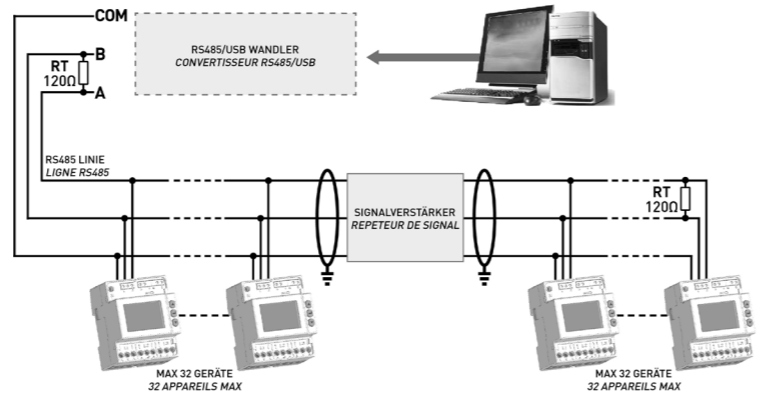 COM
B
RT
120Ω
A
RS485/USB WANDLER
CONVERTISSEUR RS485/USB
RS485 LINIE
LIGNE RS485
SIGNALVERSTÄRKER
REPETEUR DE SIGNAL
RT
120Ω
MAX 32 GERÄTE
32 APPAREILS MAX
MAX 32 GERÄTE
32 APPAREILS MAX